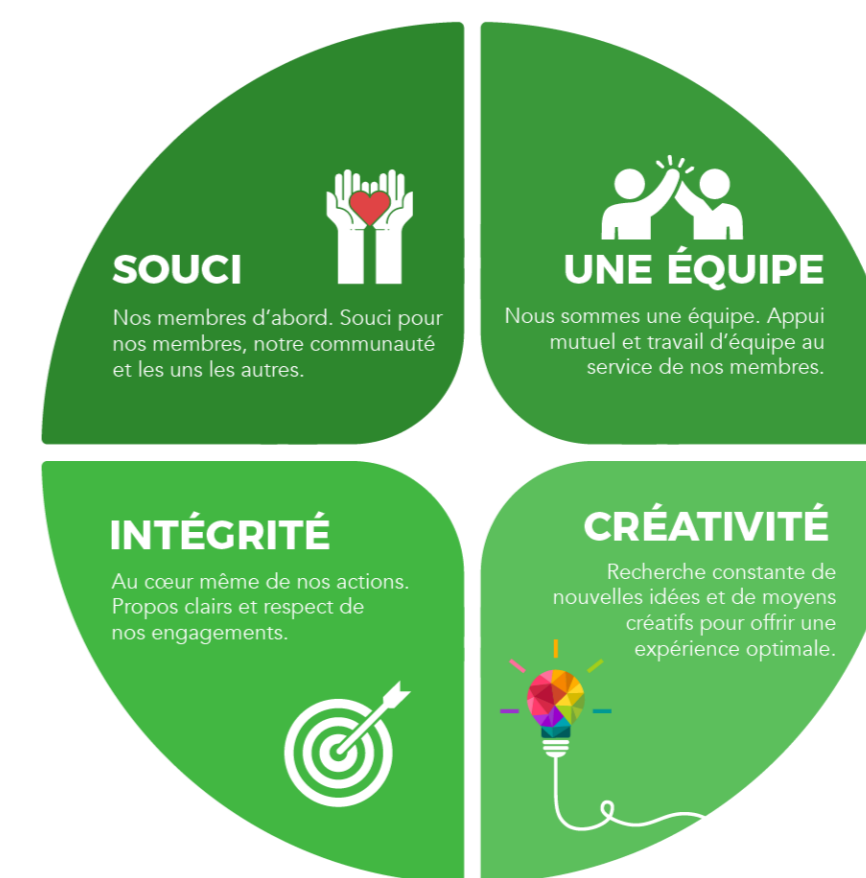 SOUCI
Nos membres d’abord. Souci pour
nos membres, notre communauté
et les uns les autres.
UNE ÉQUIPE
Nous sommes une équipe. Appui
mutuel et travail d’équipe au
service de nos membres.
INTÉGRITÉ
Au cœur même de nos actions.
Propos clairs et respect de
nos engagements.
CRÉATIVITÉ
Recherche constante de
nouvelles idées et de moyens
créatifs pour offrir une
expérience optimale.